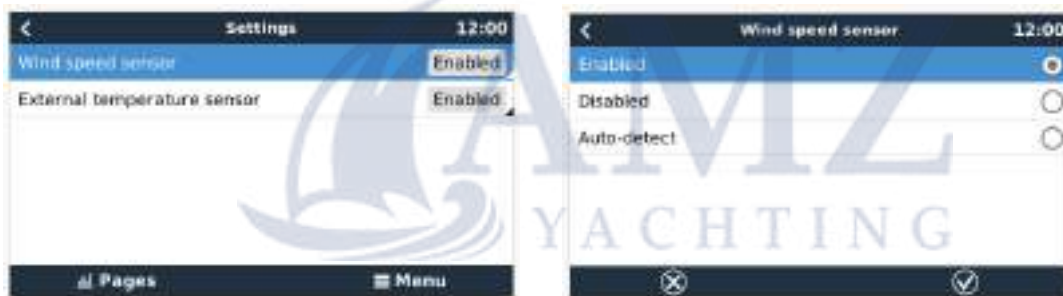 Settings 12:00
Wind speed sensor Enabled
External temperature sensor Enabled
Pages Menu
Wind speed sensor 12:00
Enabled
Disabled
Auto-detect
AMZ
YACHTING